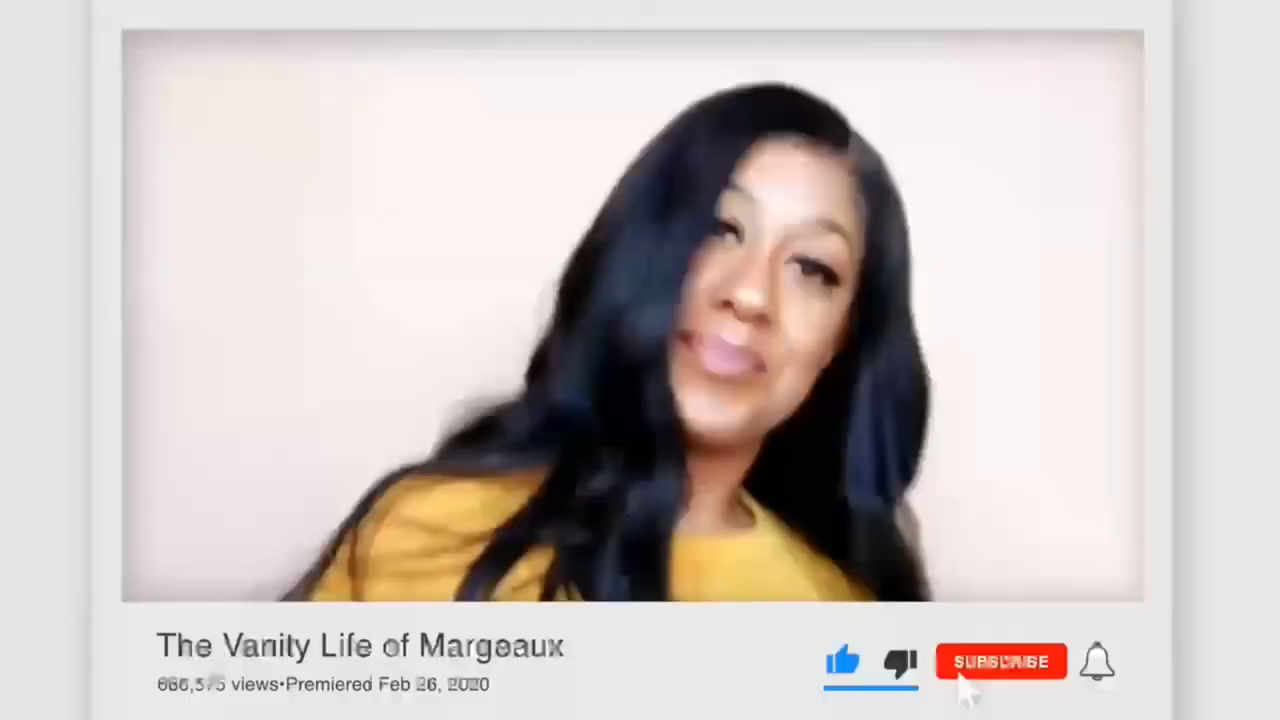 The Vanity Life of Margeaux
views•Premiered Feb 26, 2020
SUBSCRIBE